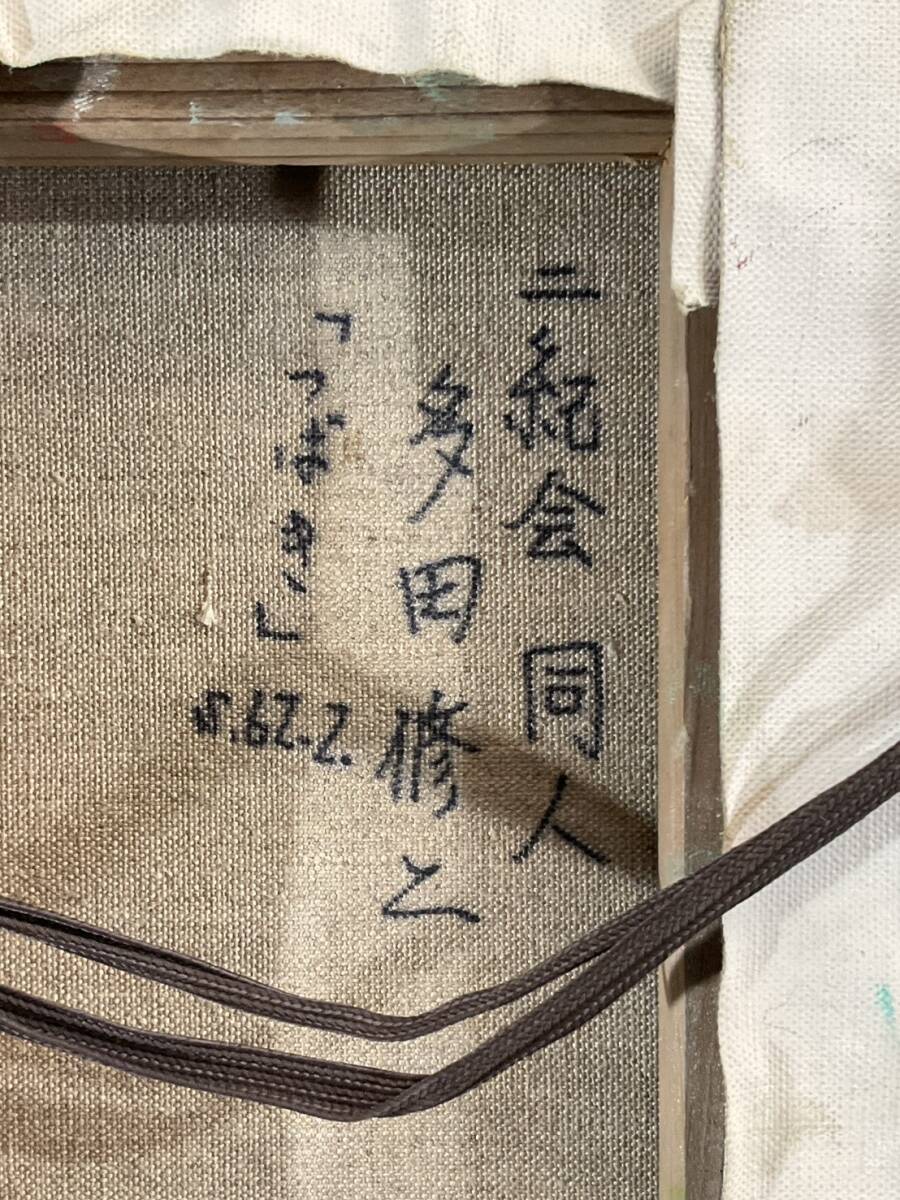 二紀会 同人
多田 修之
「つばき」
S.62.2.